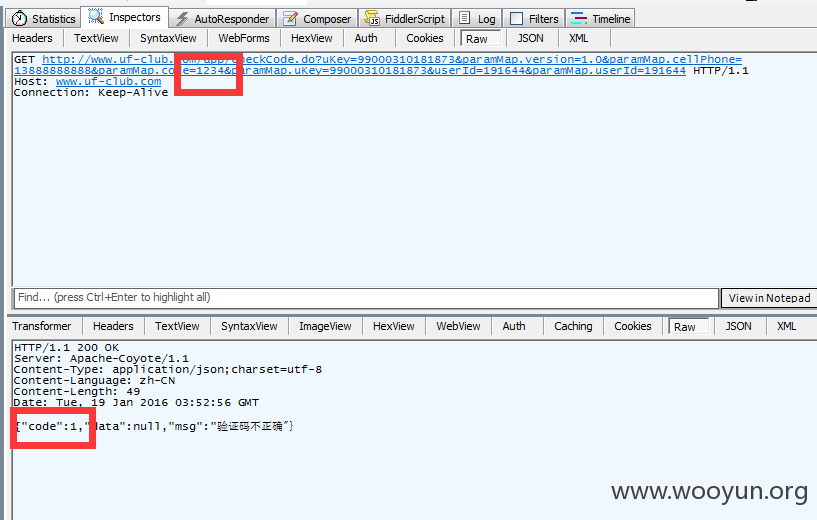 Statistics Inspectors AutoResponder Composer FiddlerScript Log Filters Timeline
Headers TextView SyntaxView WebForms HexView Auth Cookies Raw JSON XML
GET http://www.uf-club.com/app/checkCode.do?uKey=99000310181873&paramMap.version=1.0&paramMap.cellPhone=
13888888888&paramMap.code=1234&paramMap.uKey=99000310181873&userId=191644&paramMap.userId=191644 HTTP/1.1
Host: www.uf-club.com
Connection: Keep-Alive
Find... (press Ctrl+Enter to highlight all) View in Notepad
Transformer Headers TextView SyntaxView ImageView HexView WebView Auth Caching Cookies Raw JSON XML
HTTP/1.1 200 OK
Server: Apache-Coyote/1.1
Content-Type: application/json;charset=utf-8
Content-Language: zh-CN
Content-Length: 49
Date: Tue, 19 Jan 2016 03:52:56 GMT
{"code":1,"data":null,"msg":"验证码不正确"}
www.wooyun.org